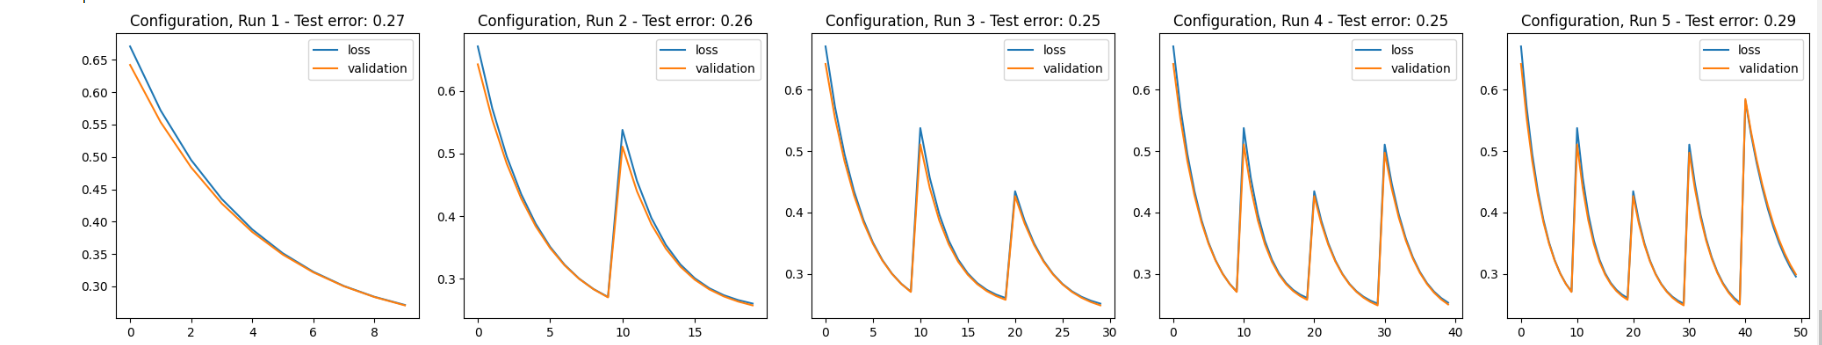 Configuration, Run 1 - Test error: 0.27
loss
validation
0.65
0.60
0.55
0.50
0.45
0.40
0.35
0.30
0 2 4 6 8
Configuration, Run 2 - Test error: 0.26
loss
validation
0.6
0.5
0.4
0.3
0 5 10 15
Configuration, Run 3 - Test error: 0.25
loss
validation
0.6
0.5
0.4
0.3
0 5 10 15 20 25 30
Configuration, Run 4 - Test error: 0.25
loss
validation
0.6
0.5
0.4
0.3
0 10 20 30 40
Configuration, Run 5 - Test error: 0.29
loss
validation
0.6
0.5
0.4
0.3
0 10 20 30 40 50